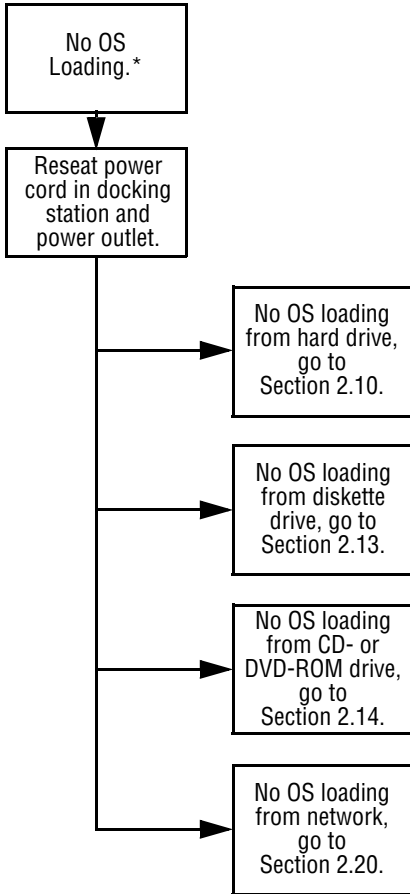 No OS
Loading.*
Reseat power
cord in docking
station and
power outlet.
No OS loading
from hard drive,
go to
Section 2.10.
No OS loading
from diskette
drive, go to
Section 2.13.
No OS loading
from CD- or
DVD-ROM drive,
go to
Section 2.14.
No OS loading
from network,
go to
Section 2.20.